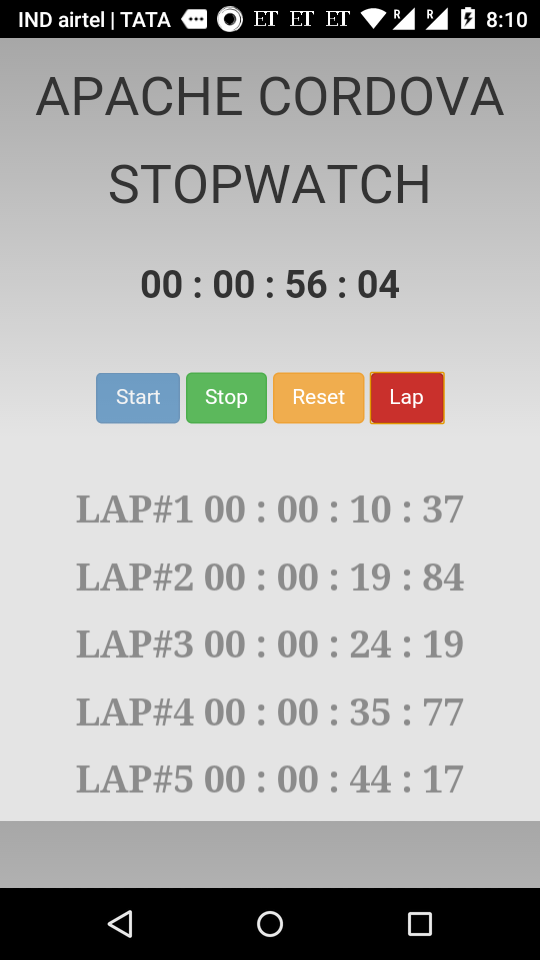 IND airtel | TATA ET ET ET R R 8:10
APACHE CORDOVA
STOPWATCH
00 : 00 : 56 : 04
Start Stop Reset Lap
LAP#1 00 : 00 : 10 : 37
LAP#2 00 : 00 : 19 : 84
LAP#3 00 : 00 : 24 : 19
LAP#4 00 : 00 : 35 : 77
LAP#5 00 : 00 : 44 : 17